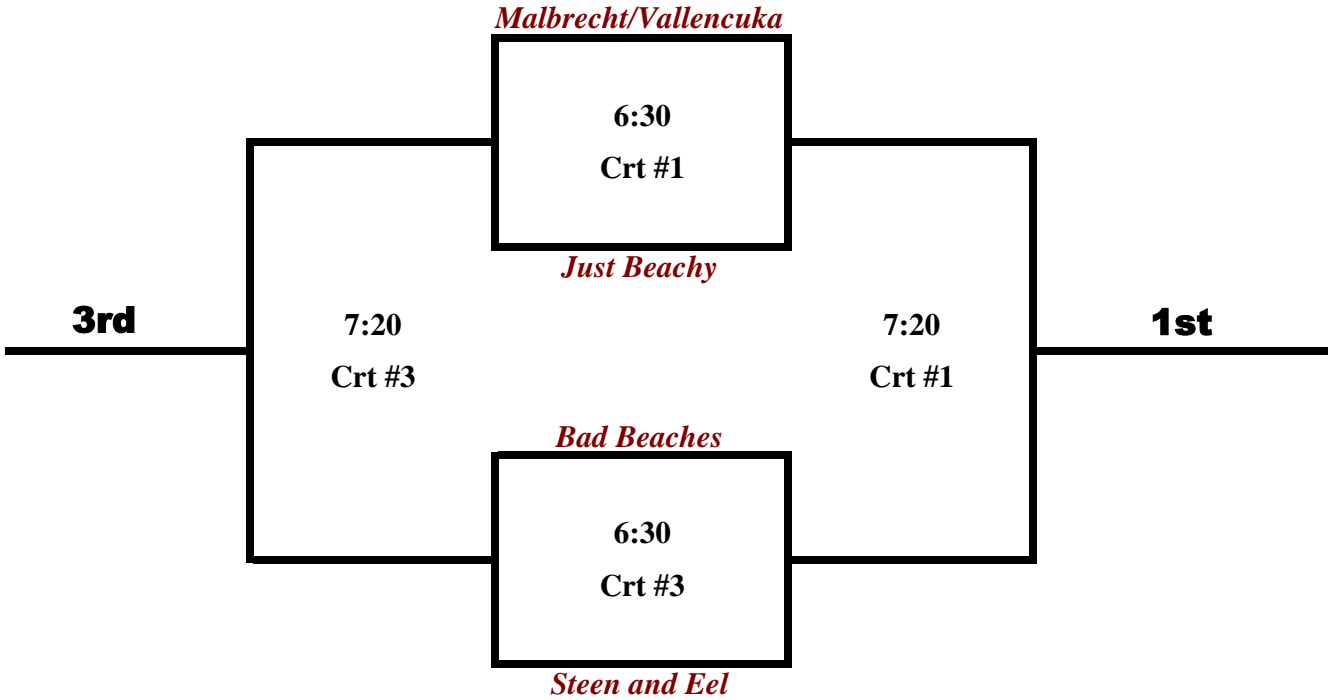 Malbrecht/Vallencuka
6:30
Crt #1
Just Beachy
3rd
7:20
Crt #3
7:20
Crt #1
1st
Bad Beaches
6:30
Crt #3
Steen and Eel